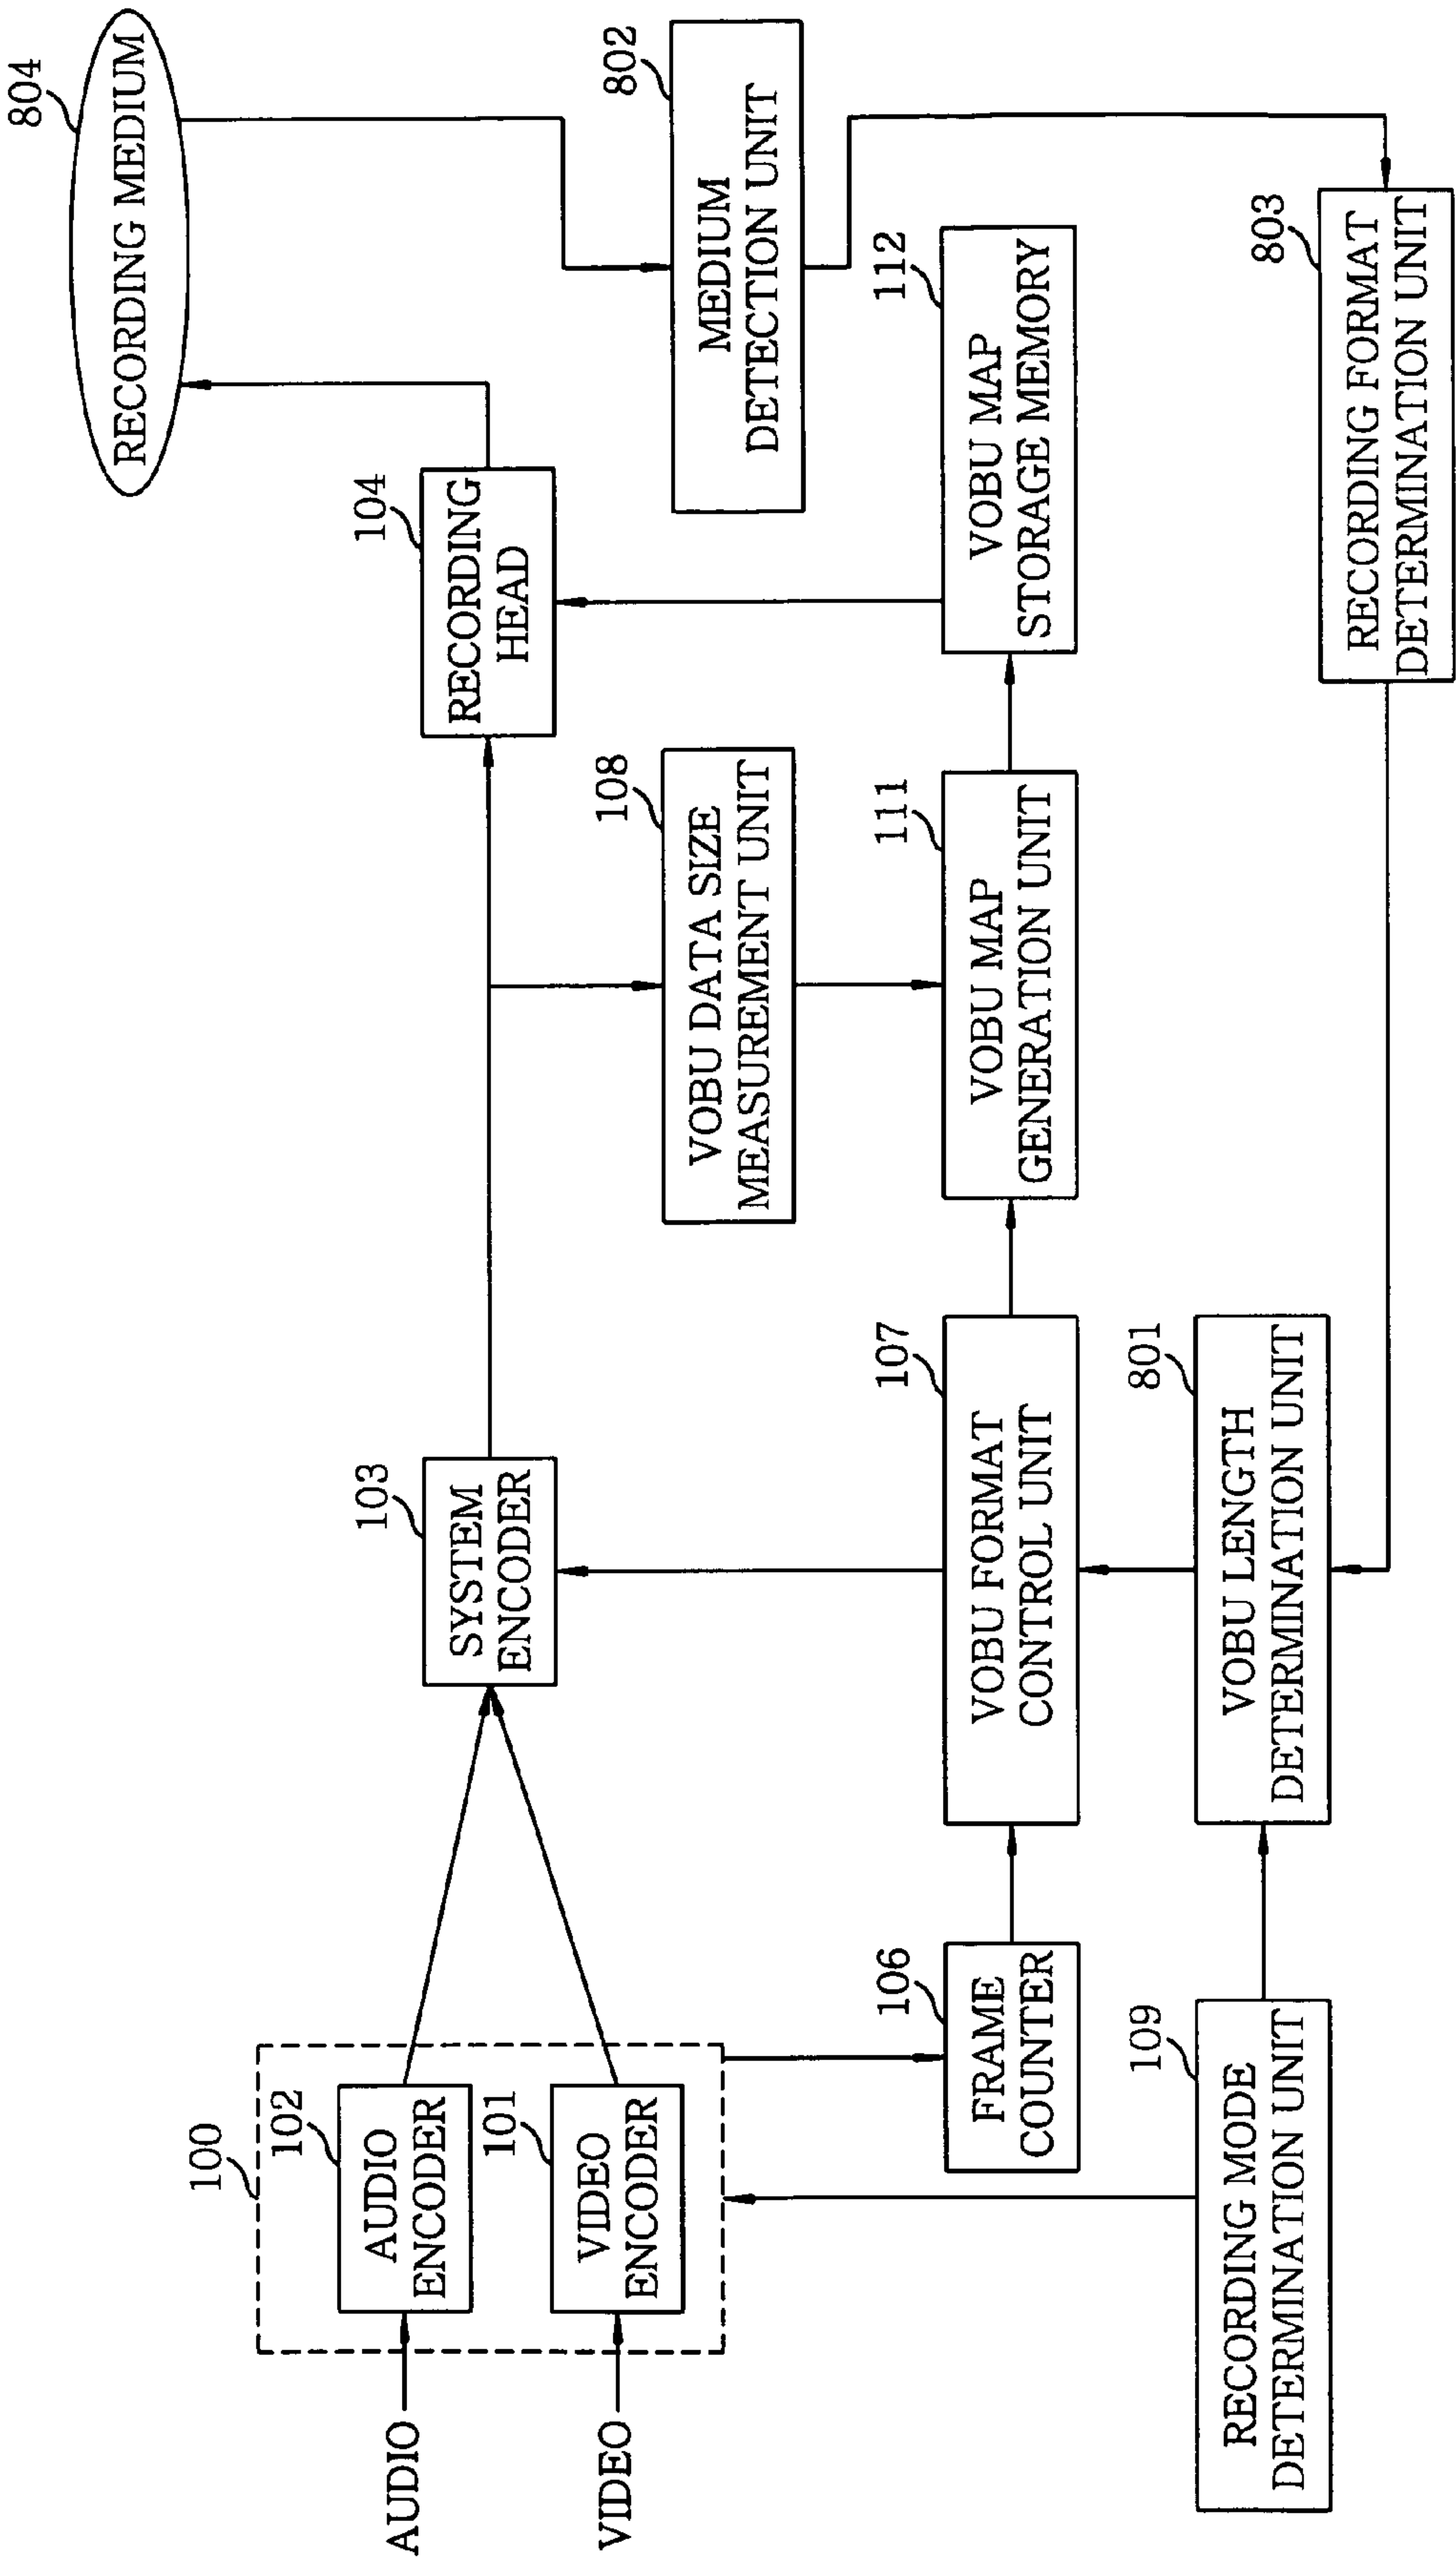 804
RECORDING MEDIUM
104
RECORDING
HEAD
802
MEDIUM
DETECTION UNIT
103
SYSTEM
ENCODER
108
VOBU DATA SIZE
MEASUREMENT UNIT
112
VOBU MAP
STORAGE MEMORY
100
102
AUDIO
ENCODER
AUDIO
101
VIDEO
ENCODER
VIDEO
106
FRAME
COUNTER
107
VOBU FORMAT
CONTROL UNIT
111
VOBU MAP
GENERATION UNIT
109
RECORDING MODE
DETERMINATION UNIT
801
VOBU LENGTH
DETERMINATION UNIT
803
RECORDING FORMAT
DETERMINATION UNIT